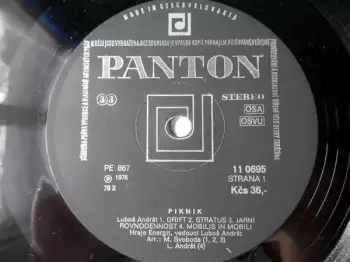 MADE IN CZECHOSLOVAKIA
PANTON
33
STEREO
OSA
OSVU
PE 867
℗ 1978
79 2
11 0695
STRANA 1
Kčs 36,-
PIKNIK
Luboš Andršt 1. DRIFT 2. STRATUS 3. JARNÍ
ROVNODENNOST 4. MOBILIS IN MOBILI
Hraje Energit, vedoucí Luboš Andršt
Arr.: M. Svoboda (1, 2, 3)
L. Andršt (4)